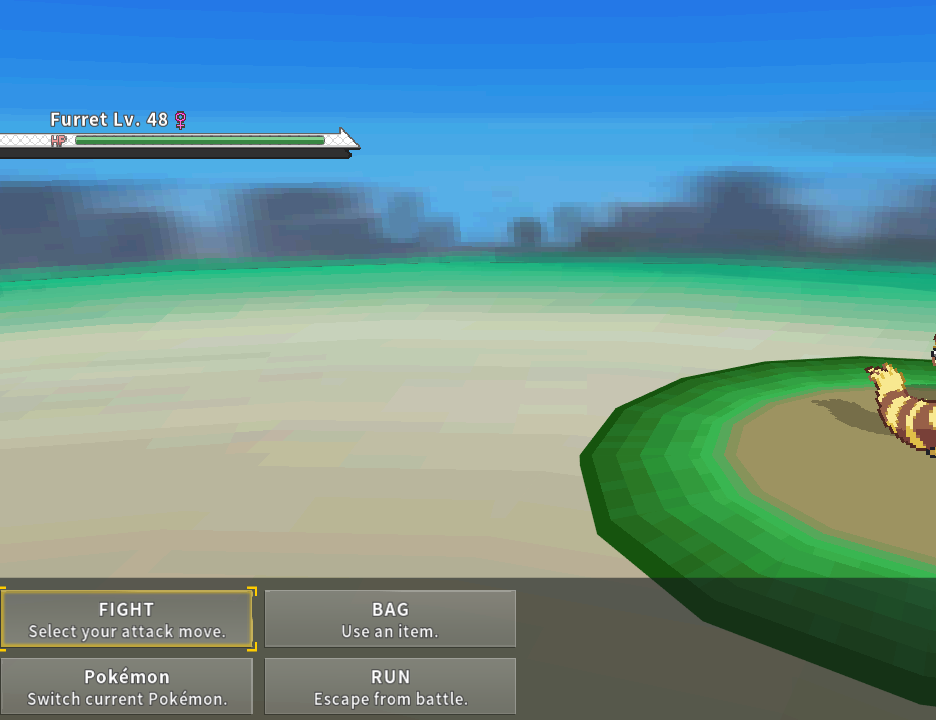 Furret Lv. 48 ♀
HP
FIGHT
Select your attack move.
BAG
Use an item.
Pokémon
Switch current Pokémon.
RUN
Escape from battle.